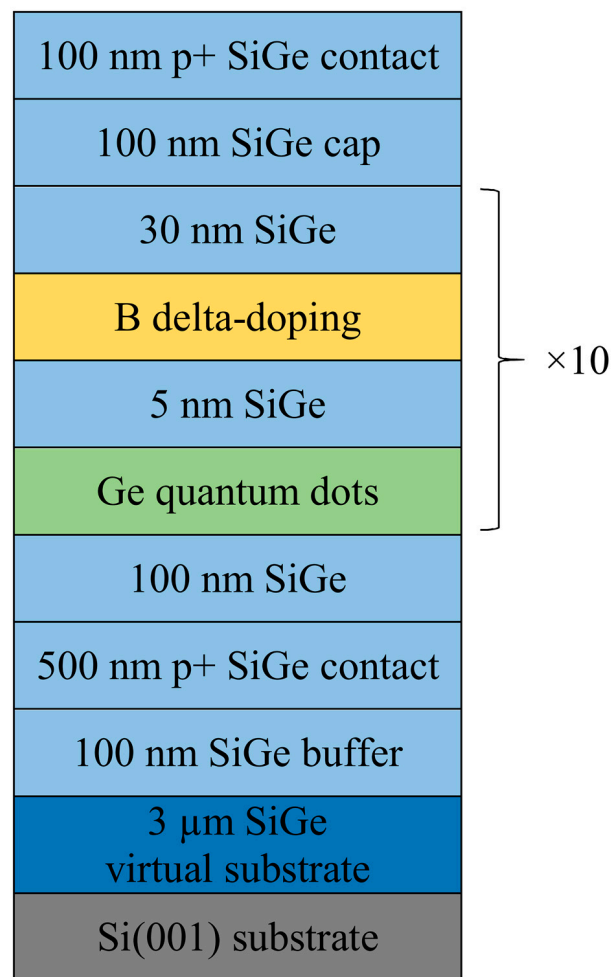 100 nm p+ SiGe contact
100 nm SiGe cap
30 nm SiGe
B delta-doping
×10
5 nm SiGe
Ge quantum dots
100 nm SiGe
500 nm p+ SiGe contact
100 nm SiGe buffer
3 µm SiGe
virtual substrate
Si(001) substrate